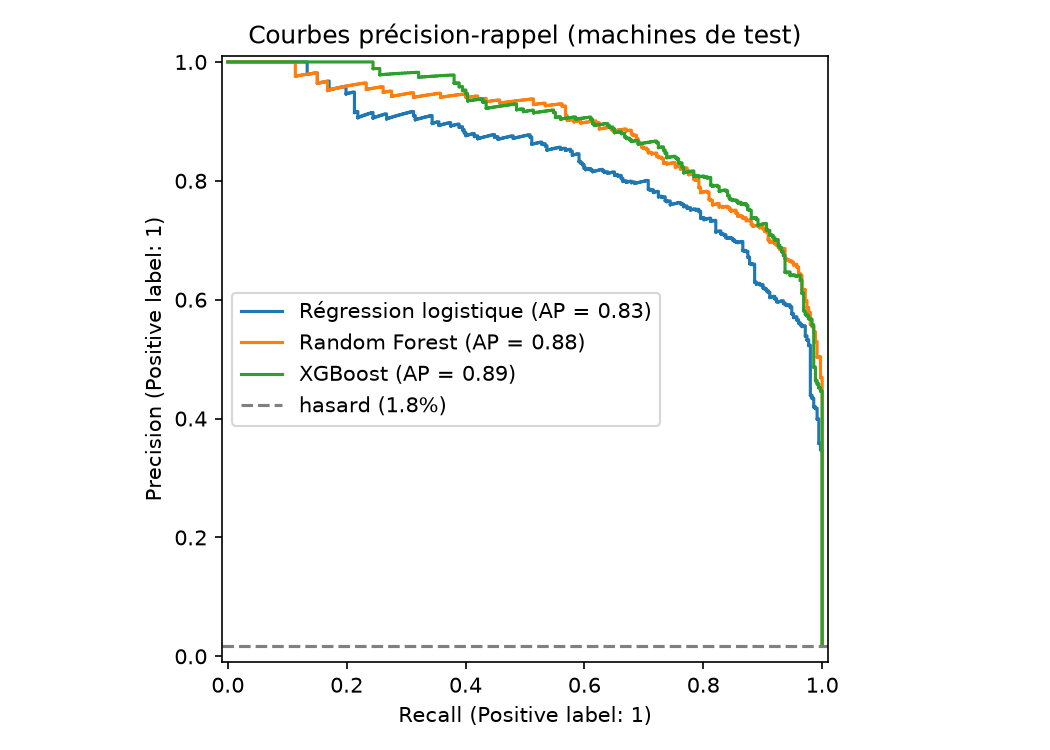 Courbes précision-rappel (machines de test)
1.0
0.8
0.6
0.4
0.2
0.0
Precision (Positive label: 1)
Régression logistique (AP = 0.83)
Random Forest (AP = 0.88)
XGBoost (AP = 0.89)
hasard (1.8%)
0.0 0.2 0.4 0.6 0.8 1.0
Recall (Positive label: 1)